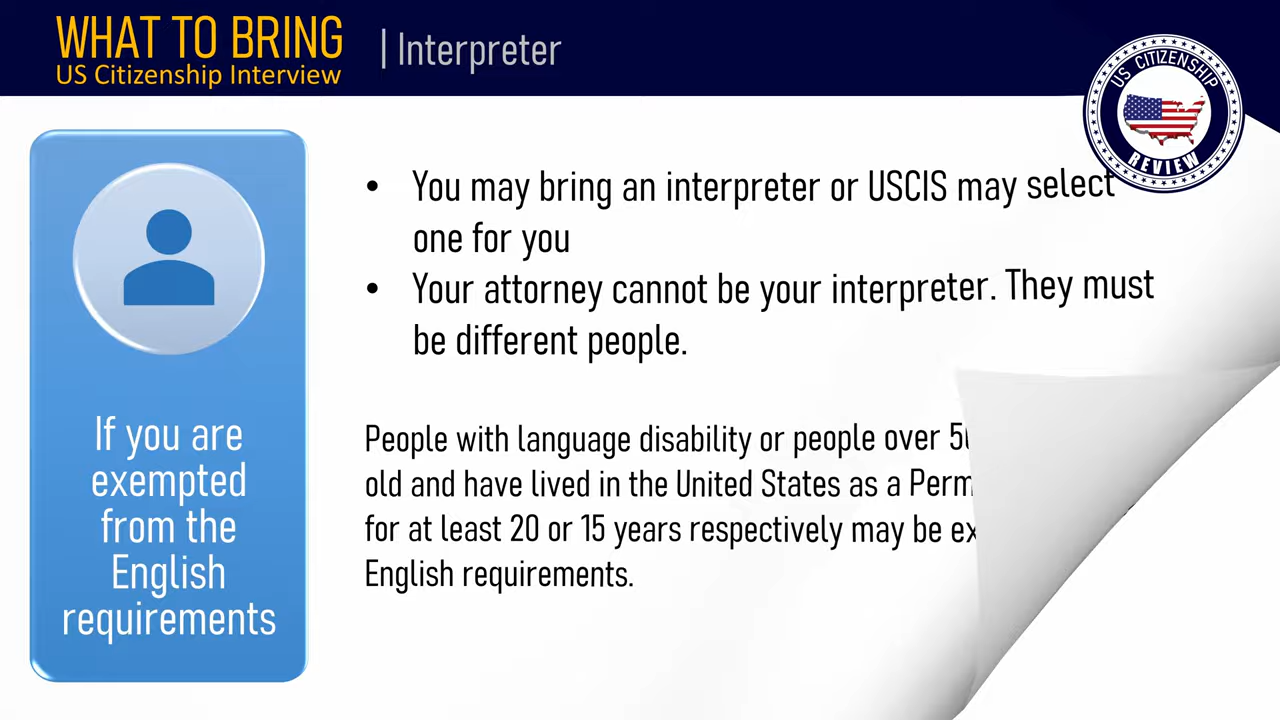 WHAT TO BRING
US Citizenship Interview
| Interpreter
US CITIZENSHIP
REVIEW
If you are
exempted
from the
English
requirements
• You may bring an interpreter or USCIS may select
one for you
• Your attorney cannot be your interpreter. They must
be different people.
People with language disability or people over
old and have lived in the United States as a
for at least 20 or 15 years respectively may be
English requirements.